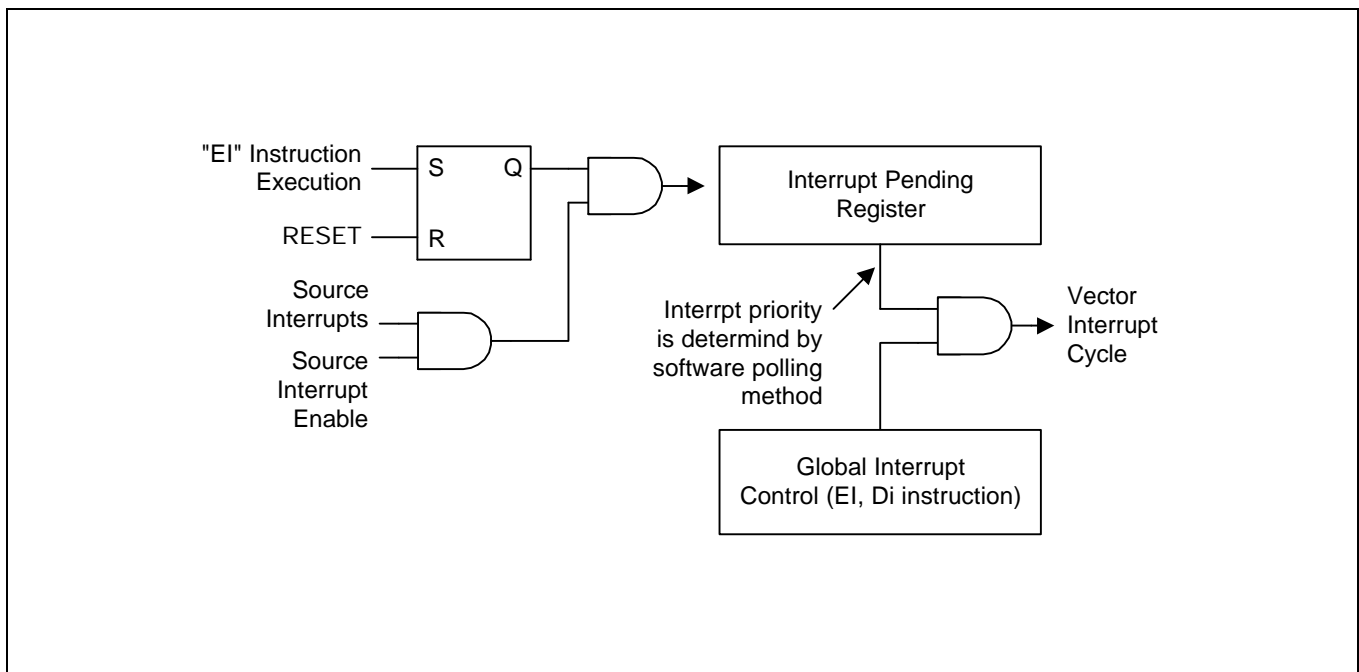 "EI" Instruction
Execution
S
Q
RESET
R
Source
Interrupts
Source
Interrupt
Enable
Interrupt Pending
Register
Interrpt priority
is determind by
software polling
method
Vector
Interrupt
Cycle
Global Interrupt
Control (EI, Di instruction)